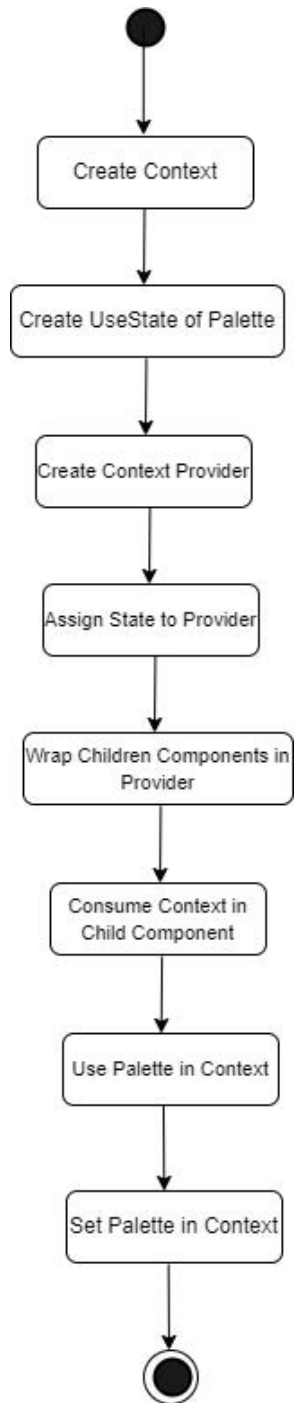 Create Context
Create UseState of Palette
Create Context Provider
Assign State to Provider
Wrap Children Components in
Provider
Consume Context in
Child Component
Use Palette in Context
Set Palette in Context